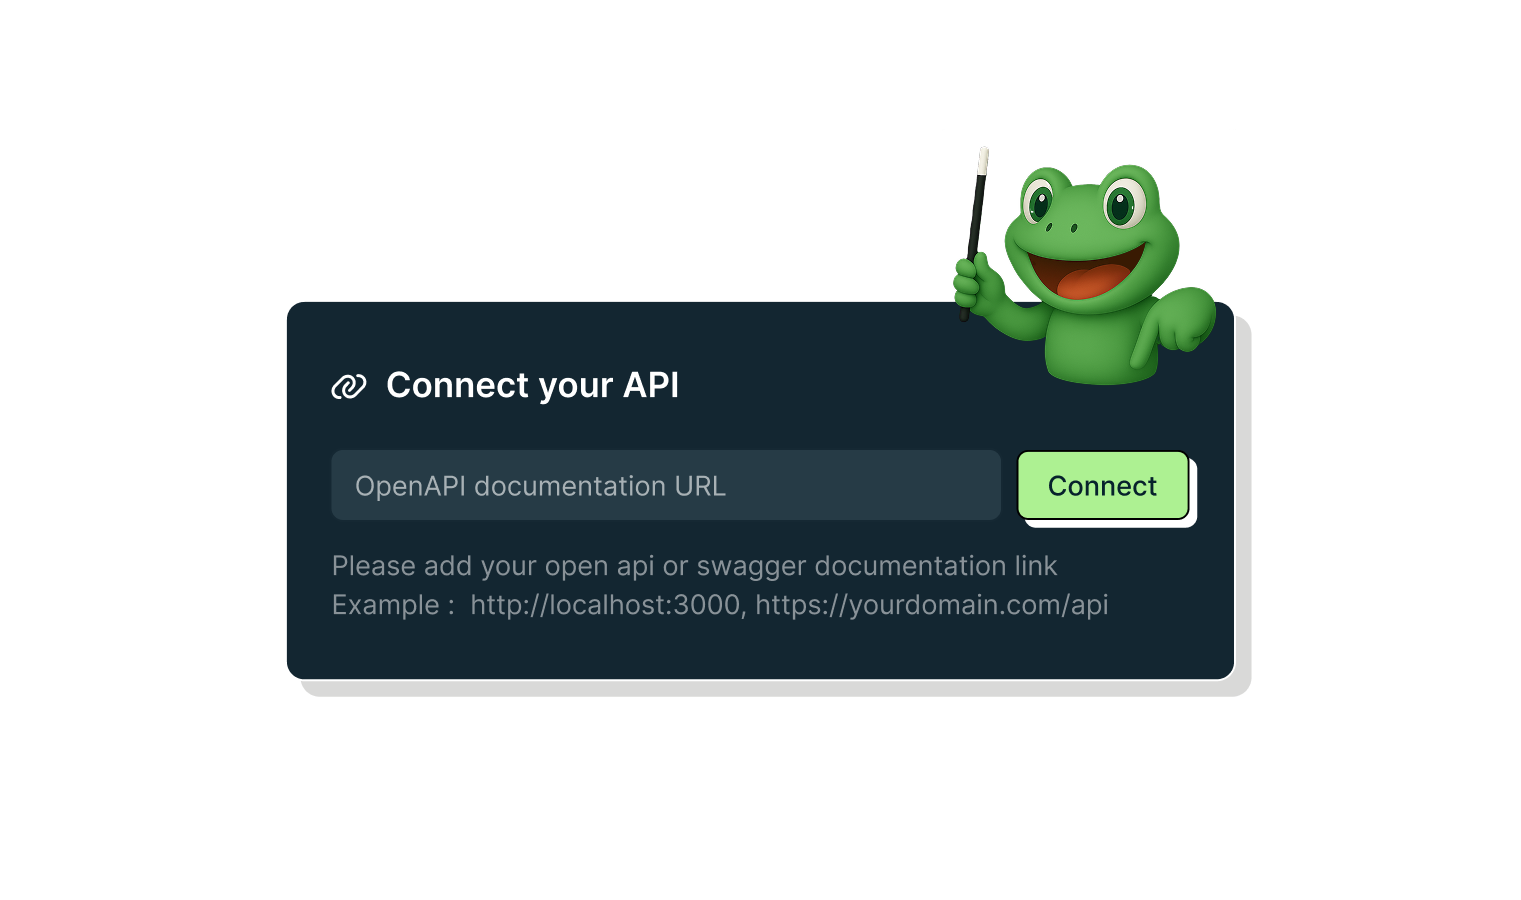 Connect your API
OpenAPI documentation URL
Connect
Please add your open api or swagger documentation link
Example :  http://localhost:3000, https://yourdomain.com/api